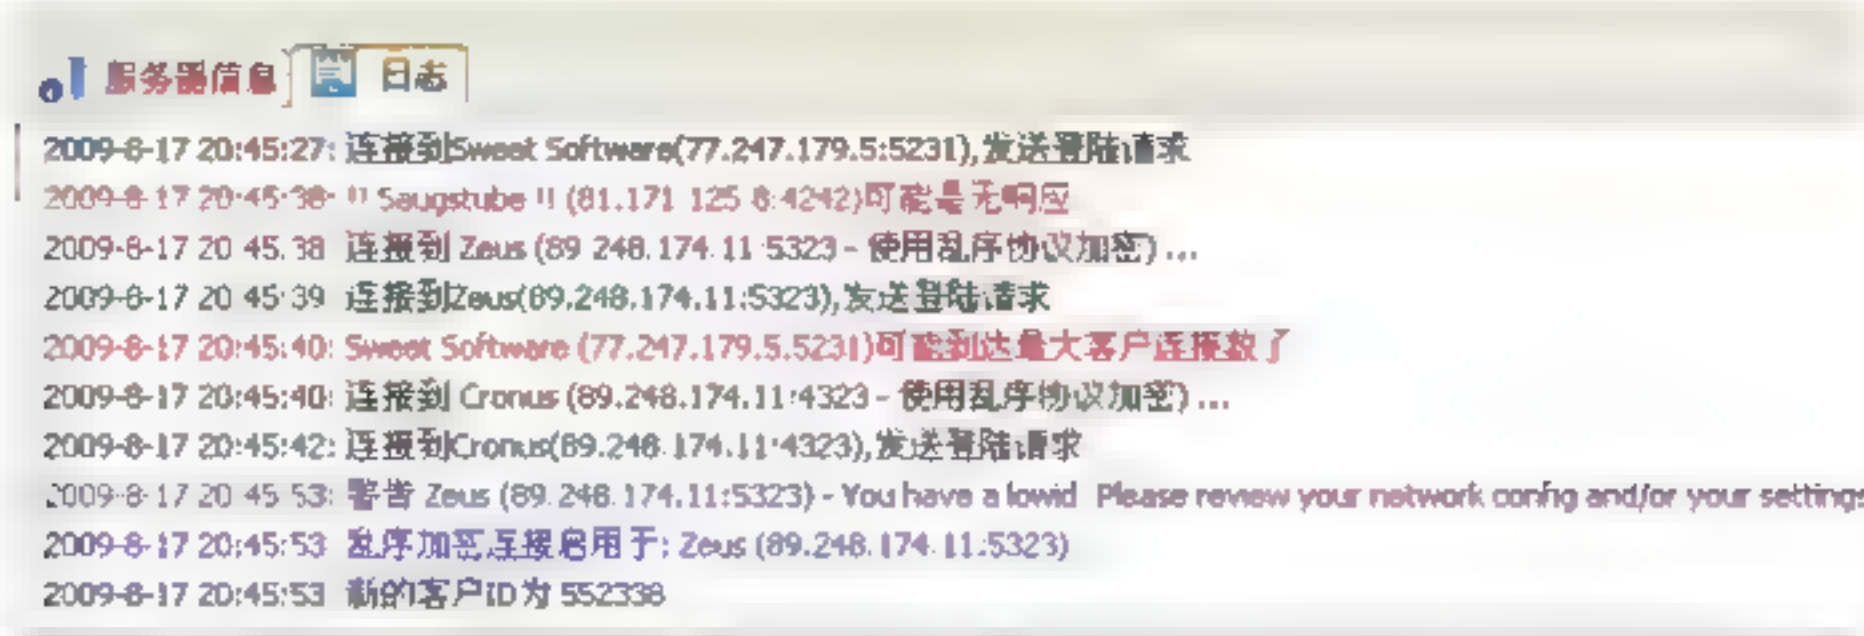 服务器信息 日志
2009-8-17 20:45:27: 连接到Sweet Software(77.247.179.5:5231),发送登陆请求
2009-8-17 20:45:38: !! Saugstube !! (81.171.125.8:4242)可能是无响应
2009-8-17 20:45:38: 连接到 Zeus (89.248.174.11:5323 - 使用乱序协议加密) ...
2009-8-17 20:45:39: 连接到Zeus(89.248.174.11:5323),发送登陆请求
2009-8-17 20:45:40: Sweet Software (77.247.179.5:5231)可能到达最大客户连接数了
2009-8-17 20:45:40: 连接到 Cronus (89.248.174.11:4323 - 使用乱序协议加密) ...
2009-8-17 20:45:42: 连接到Cronus(89.248.174.11:4323),发送登陆请求
2009-8-17 20:45:53: 警告 Zeus (89.248.174.11:5323) - You have a lowid. Please review your network config and/or your settings
2009-8-17 20:45:53: 乱序加密连接启用于: Zeus (89.248.174.11:5323)
2009-8-17 20:45:53: 新的客户ID为 552338